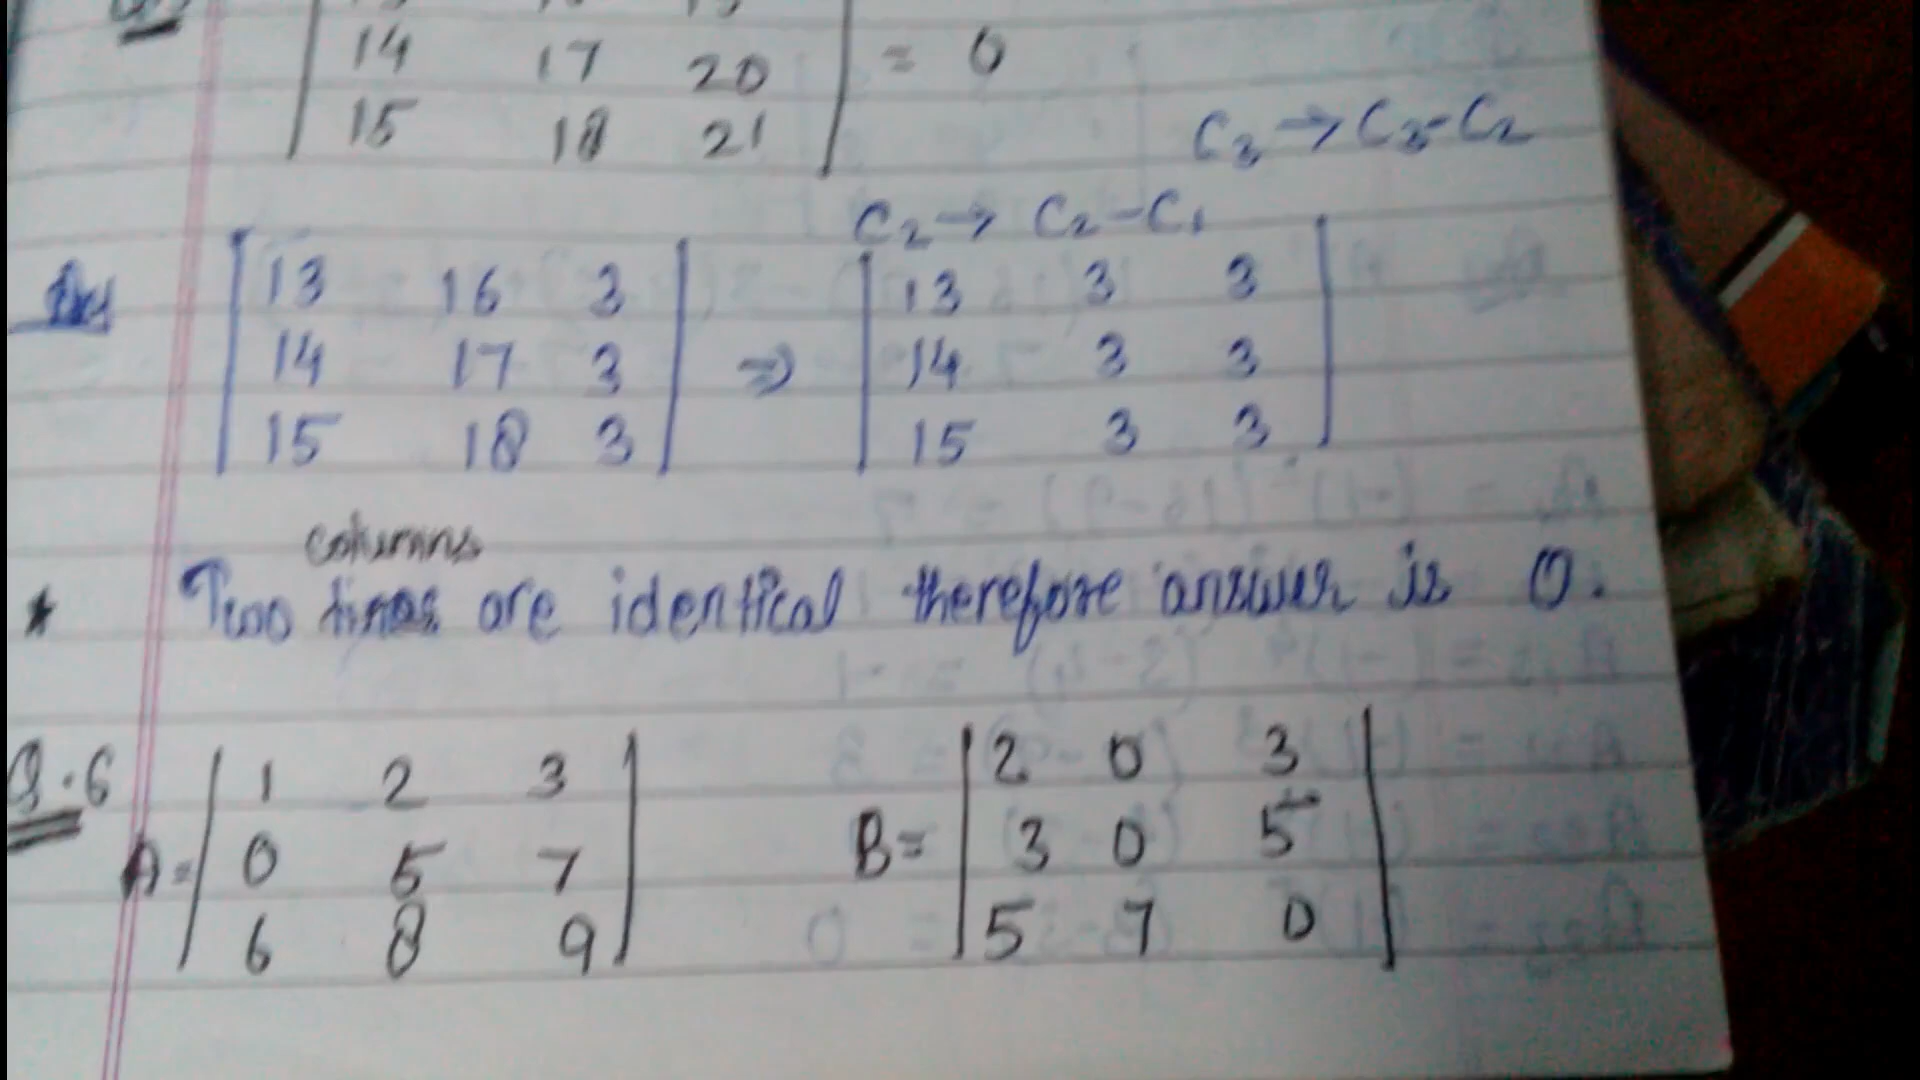 14 17 20 = 0
15 18 21
C3 → C3-C2
C2 → C2-C1
Ans
13 16 3 13 3 3
14 17 3 ⇒ 14 3 3
15 18 3 15 3 3
columns
* Two are identical therefore answer is 0.
Q.6
1 2 3 2 0 3
A= 0 5 7 B= 3 0 5
6 8 9 5 7 0